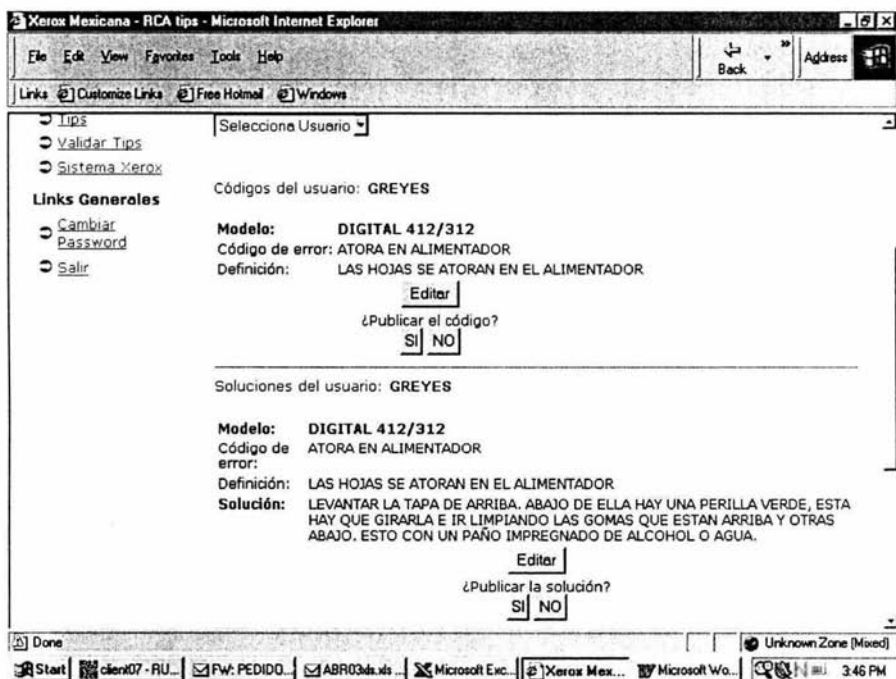 Xerox Mexicana - RCA tips - Microsoft Internet Explorer
File Edit View Favorites Tools Help
Back
»
Address
Links Customize Links Free Hotmail Windows
Tips
Validar Tips
Sistema Xerox
Links Generales
Cambiar
Password
Salir
Selecciona Usuario
Códigos del usuario: GREYES
Modelo: DIGITAL 412/312
Código de error: ATORA EN ALIMENTADOR
Definición: LAS HOJAS SE ATORAN EN EL ALIMENTADOR
Editar
¿Publicar el código?
SI NO
Soluciones del usuario: GREYES
Modelo: DIGITAL 412/312
Código de error: ATORA EN ALIMENTADOR
Definición: LAS HOJAS SE ATORAN EN EL ALIMENTADOR
Solución: LEVANTAR LA TAPA DE ARRIBA. ABAJO DE ELLA HAY UNA PERILLA VERDE, ESTA
HAY QUE GIRARLA E IR LIMPIANDO LAS GOMAS QUE ESTAN ARRIBA Y OTRAS
ABAJO. ESTO CON UN PAÑO IMPREGNADO DE ALCOHOL O AGUA.
Editar
¿Publicar la solución?
SI NO
Done
Unknown Zone (Mixed)
Start client07 - RU... FW: PEDIDO... ABR03xls.xls ... Microsoft Exc... Xerox Mex... Microsoft Wo... 3:46 PM